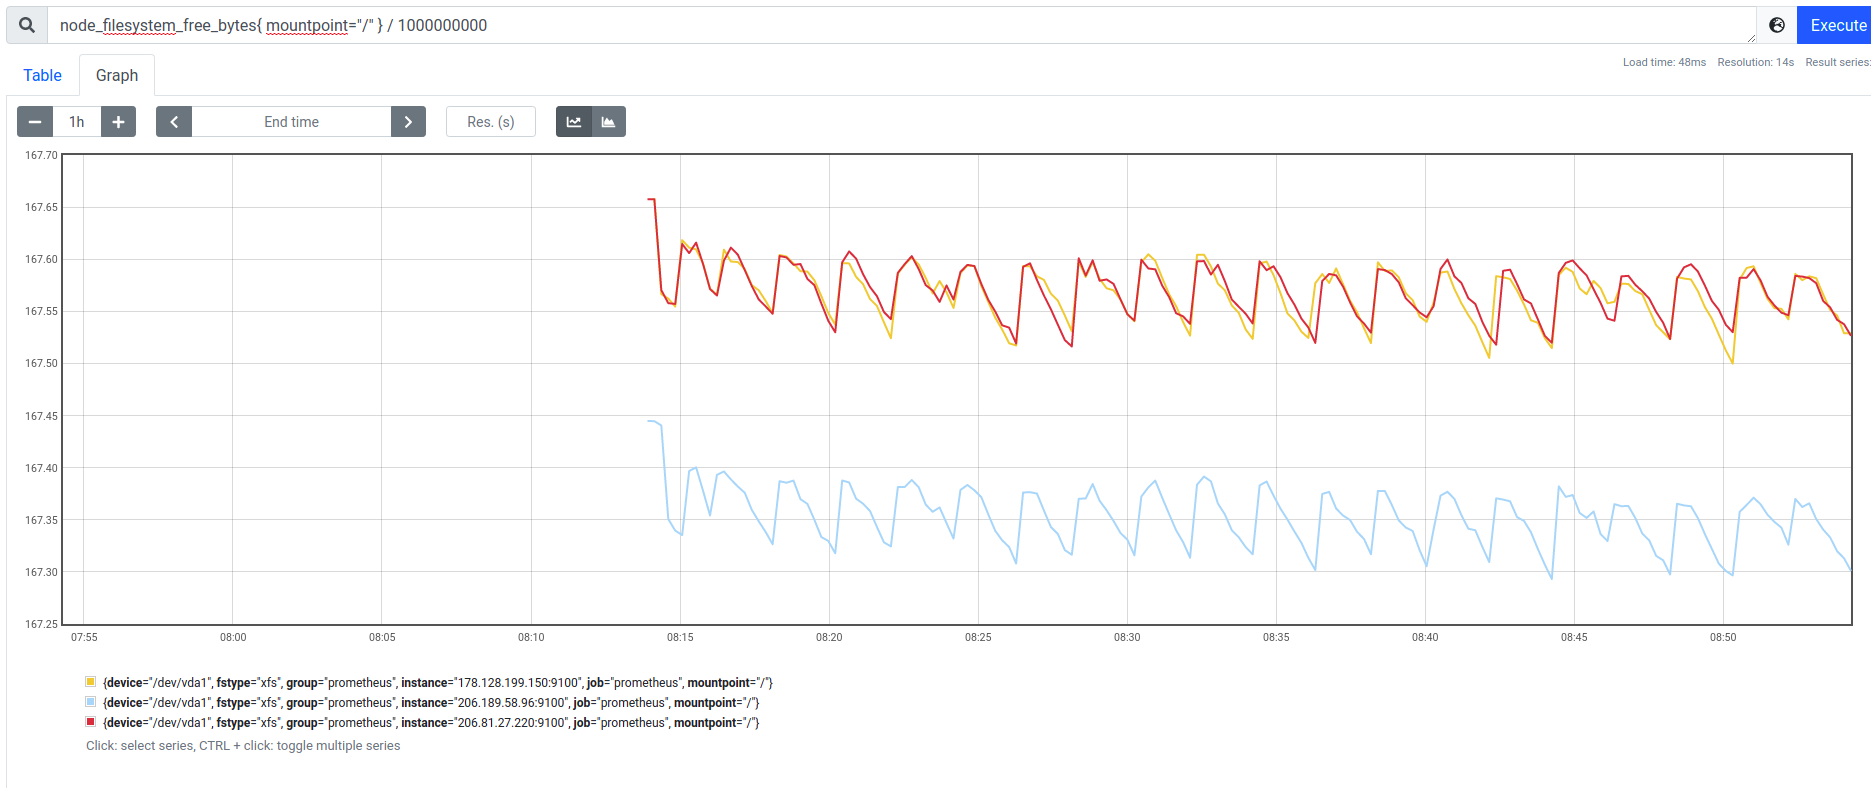 node_filesystem_free_bytes{ mountpoint="/" } / 1000000000
Execute
Load time: 48ms Resolution: 14s Result series:
Table Graph
1h End time Res. (s)
167.70
167.65
167.60
167.55
167.50
167.45
167.40
167.35
167.30
167.25
07:55 08:00 08:05 08:10 08:15 08:20 08:25 08:30 08:35 08:40 08:45 08:50
{device="/dev/vda1", fstype="xfs", group="prometheus", instance="178.128.199.150:9100", job="prometheus", mountpoint="/"}
{device="/dev/vda1", fstype="xfs", group="prometheus", instance="206.189.58.96:9100", job="prometheus", mountpoint="/"}
{device="/dev/vda1", fstype="xfs", group="prometheus", instance="206.81.27.220:9100", job="prometheus", mountpoint="/"}
Click: select series, CTRL + click: toggle multiple series